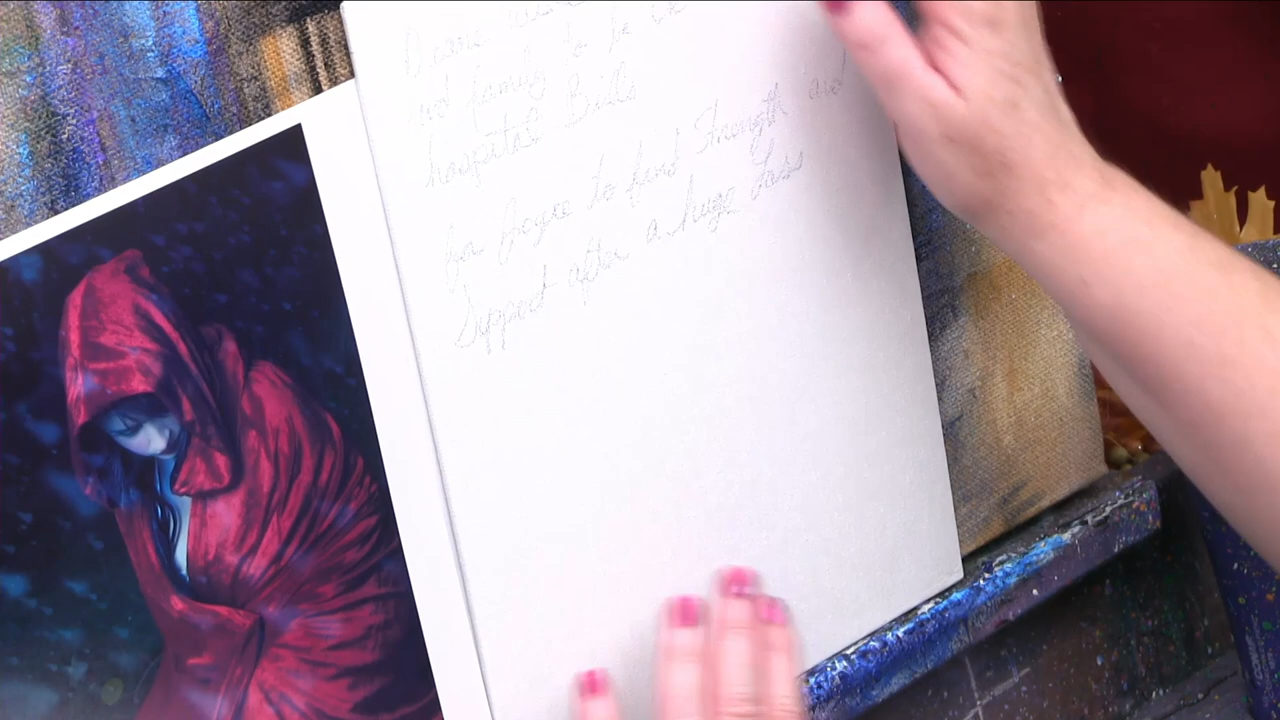 and family to be
hospital Bills
for Joyce to find Strength and
Support after a huge Loss